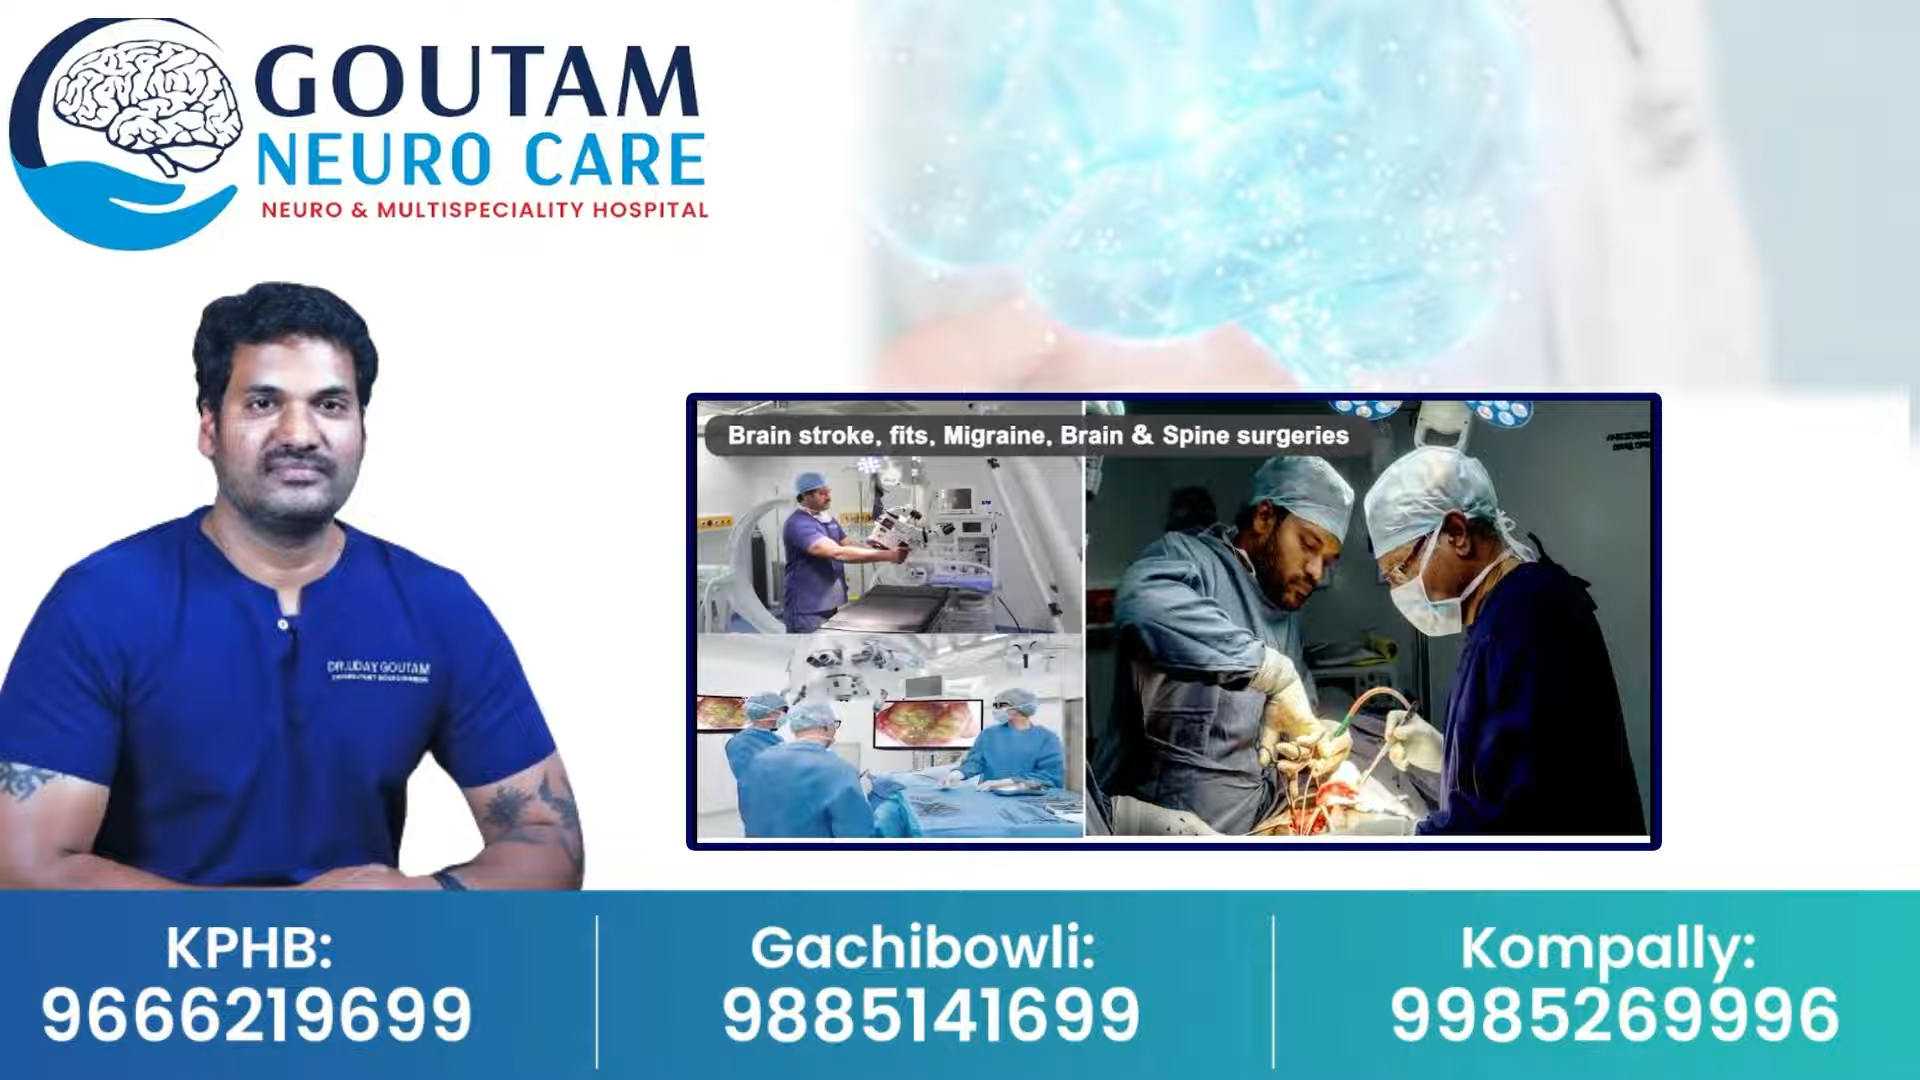 GOUTAM
NEURO CARE
NEURO & MULTISPECIALITY HOSPITAL
Brain stroke, fits, Migraine, Brain & Spine surgeries
DR.UDAY GOUTAM
KPHB:
9666219699
Gachibowli:
9885141699
Kompally:
9985269996